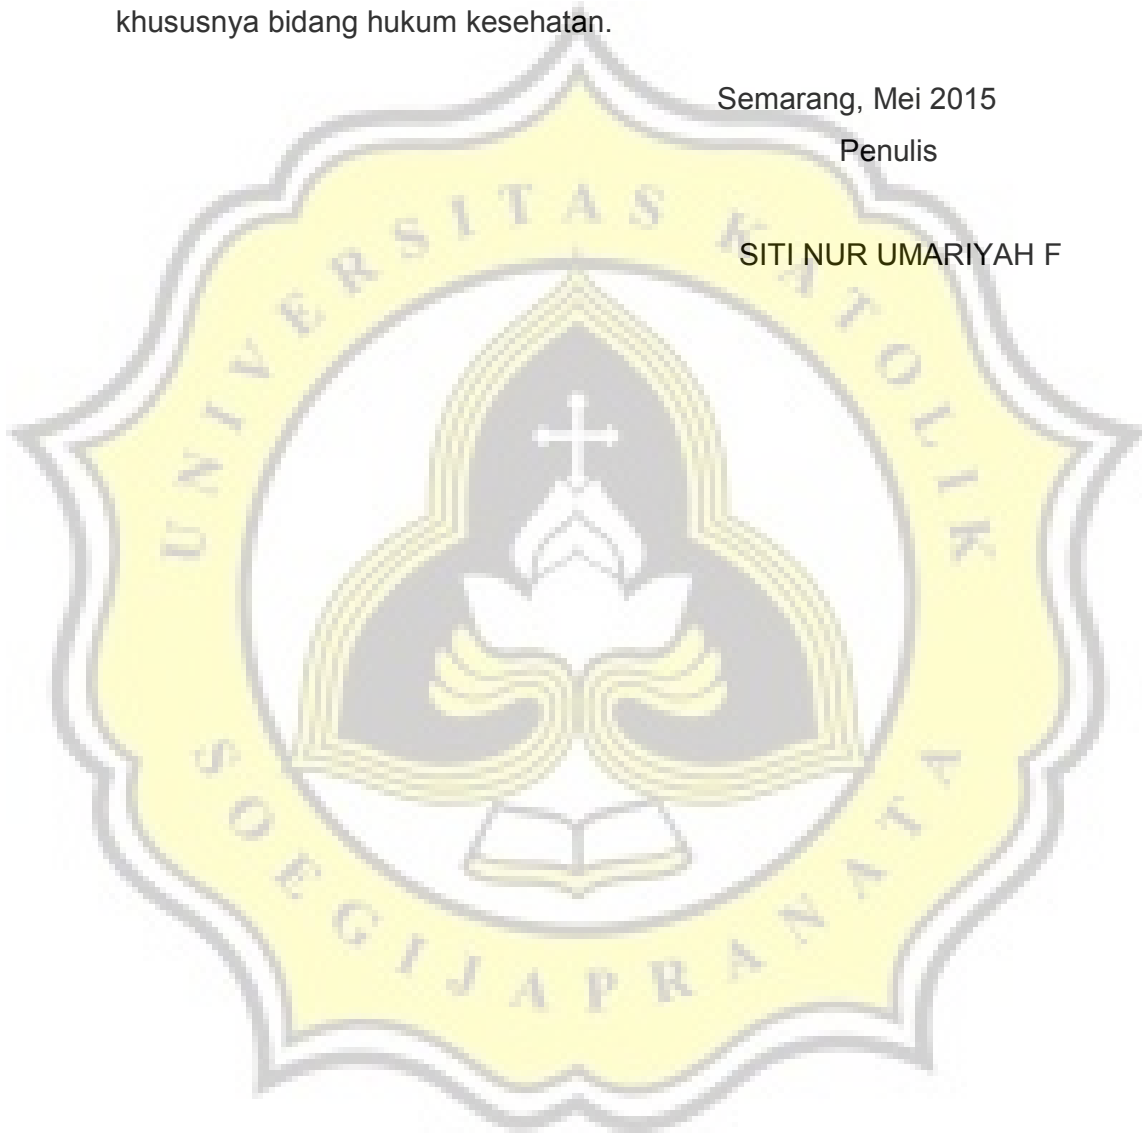 khususnya bidang hukum kesehatan.
Semarang, Mei 2015
Penulis
SITI NUR UMARIYAH F
UNIVERSITAS KATOLIK
SOEGIJAPRANATA